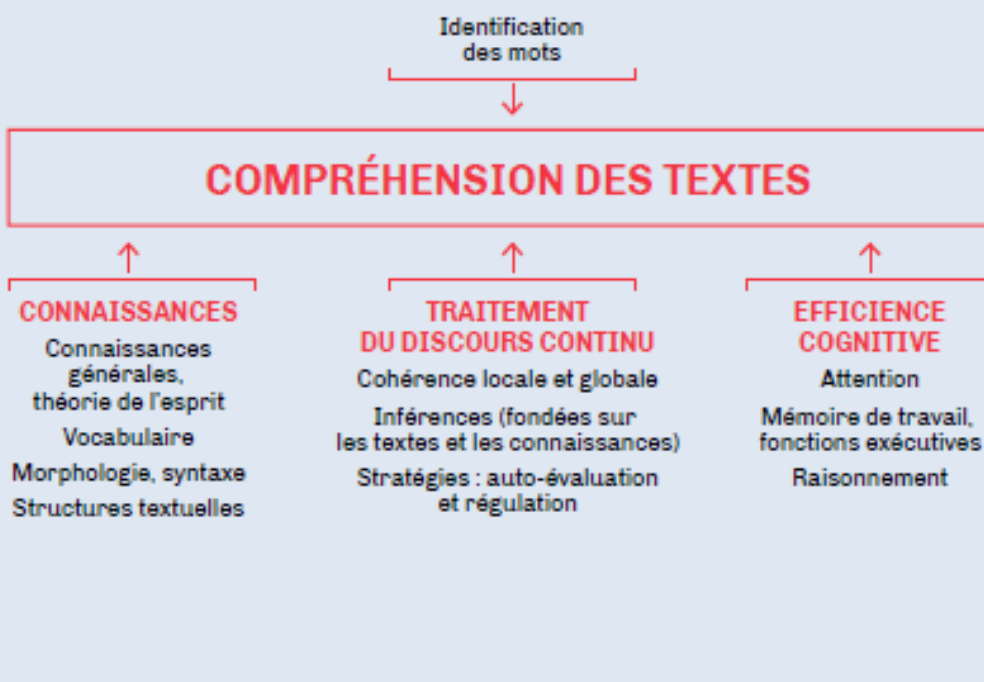 Identification
des mots
COMPRÉHENSION DES TEXTES
CONNAISSANCES
Connaissances
générales,
théorie de l'esprit
Vocabulaire
Morphologie, syntaxe
Structures textuelles
TRAITEMENT
DU DISCOURS CONTINU
Cohérence locale et globale
Inférences (fondées sur
les textes et les connaissances)
Stratégies : auto-évaluation
et régulation
EFFICIENCE
COGNITIVE
Attention
Mémoire de travail,
fonctions exécutives
Raisonnement